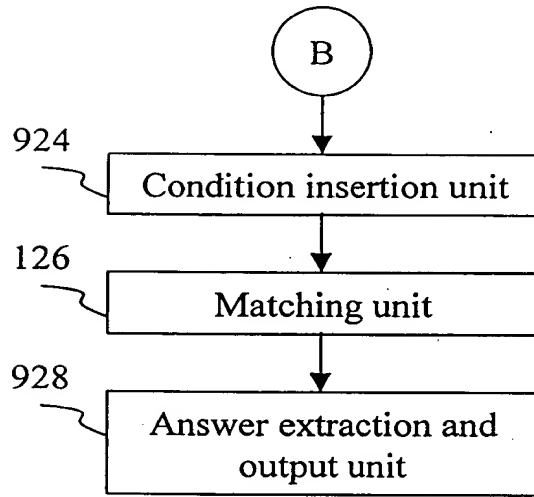 B
924
Condition insertion unit
126
Matching unit
928
Answer extraction and
output unit